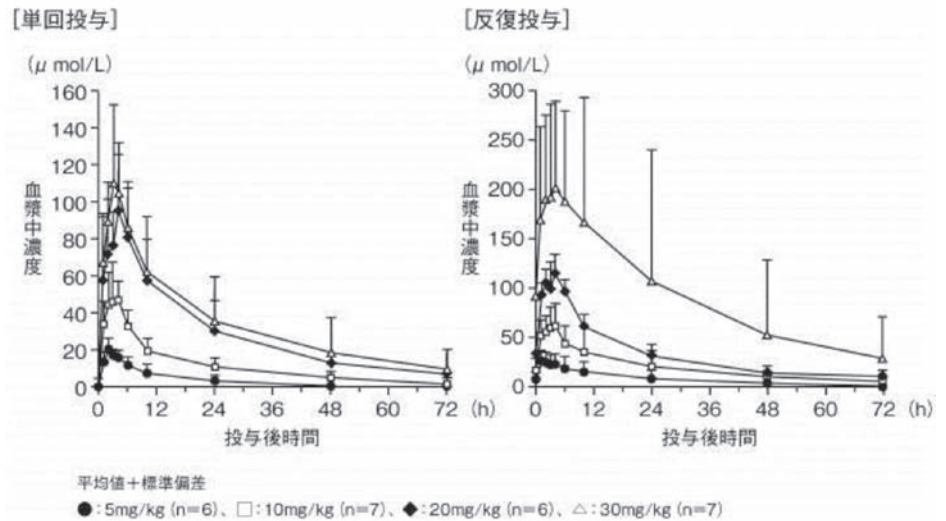 [単回投与]
(μ mol/L)
160
140
120
100
80
60
40
20
0
血漿中濃度
0 12 24 36 48 60 72 (h)
投与後時間
[反復投与]
(μ mol/L)
300
250
200
150
100
50
0
血漿中濃度
0 12 24 36 48 60 72 (h)
投与後時間
平均値＋標準偏差
●:5mg/kg (n=6)、□:10mg/kg (n=7)、◆:20mg/kg (n=6)、△:30mg/kg (n=7)